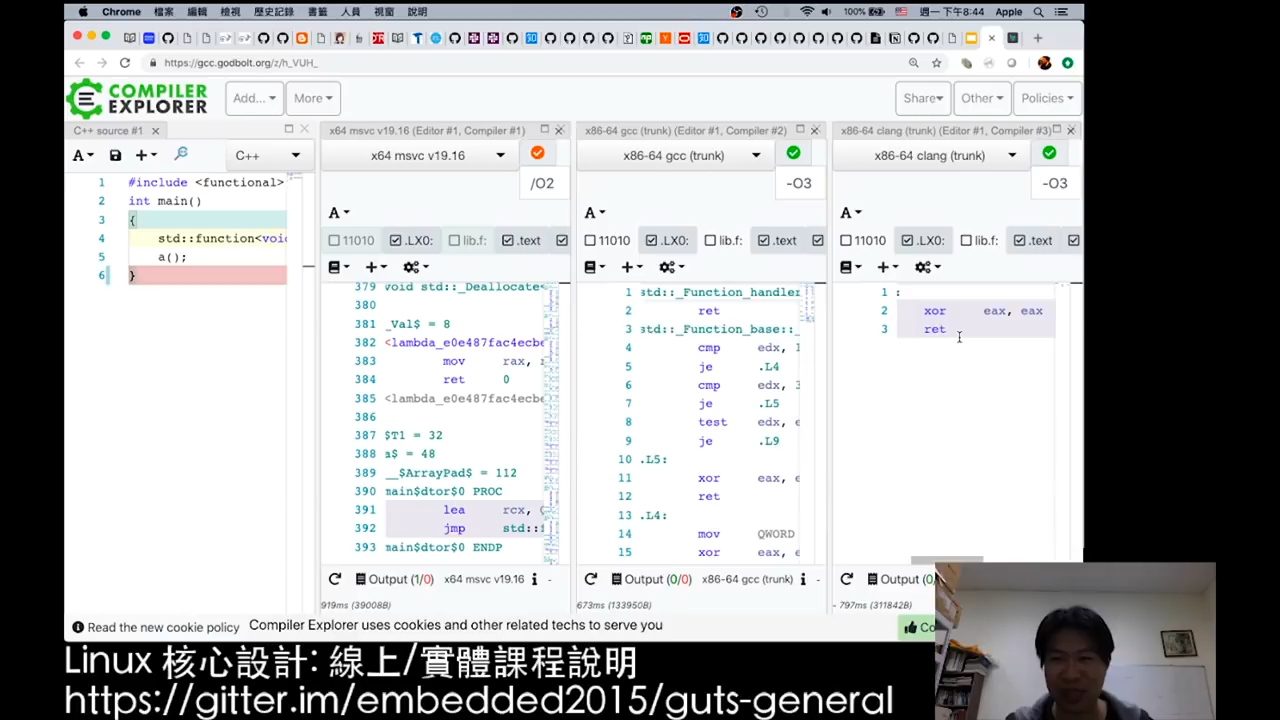 Chrome 檔案 編輯 檢視 歷史記錄 書籤 人員 視窗 說明 100% 週一 下午8:44 Apple
https://gcc.godbolt.org/z/h_VUH_
COMPILER
EXPLORER
Add... More Share Other Policies
C++ source #1
A C++
1 #include <functional>
2 int main()
3 {
4 std::function<void
5 a();
6 }
x64 msvc v19.16 (Editor #1, Compiler #1)
x64 msvc v19.16
/O2
A
11010 .LX0: lib.f: .text
379 void std::_Deallocate<
380
381 _Val$ = 8
382 <lambda_e0e487fac4ecbe
383 mov rax,
384 ret 0
385 <lambda_e0e487fac4ecbe
386
387 $T1 = 32
388 a$ = 48
389 __$ArrayPad$ = 112
390 main$dtor$0 PROC
391 lea rcx,
392 jmp std::
393 main$dtor$0 ENDP
Output (1/0) x64 msvc v19.16 i -
919ms (39008B)
x86-64 gcc (trunk) (Editor #1, Compiler #2)
x86-64 gcc (trunk)
-O3
A
11010 .LX0: lib.f: .text
1 std::_Function_handler
2 ret
3 std::_Function_base::_
4 cmp edx,
5 je .L4
6 cmp edx, 3
7 je .L5
8 test edx, e
9 je .L9
10 .L5:
11 xor eax, e
12 ret
13 .L4:
14 mov QWORD
15 xor eax, e
Output (0/0) x86-64 gcc (trunk) i -
673ms (133950B)
x86-64 clang (trunk) (Editor #1, Compiler #3)
x86-64 clang (trunk)
-O3
A
11010 .LX0: lib.f: .text
1 :
2 xor eax, eax
3 ret
Output (0/
- 797ms (311842B)
Read the new cookie policy Compiler Explorer uses cookies and other related techs to serve you Co
Linux 核心設計: 線上/實體課程說明
https://gitter.im/embedded2015/guts-general